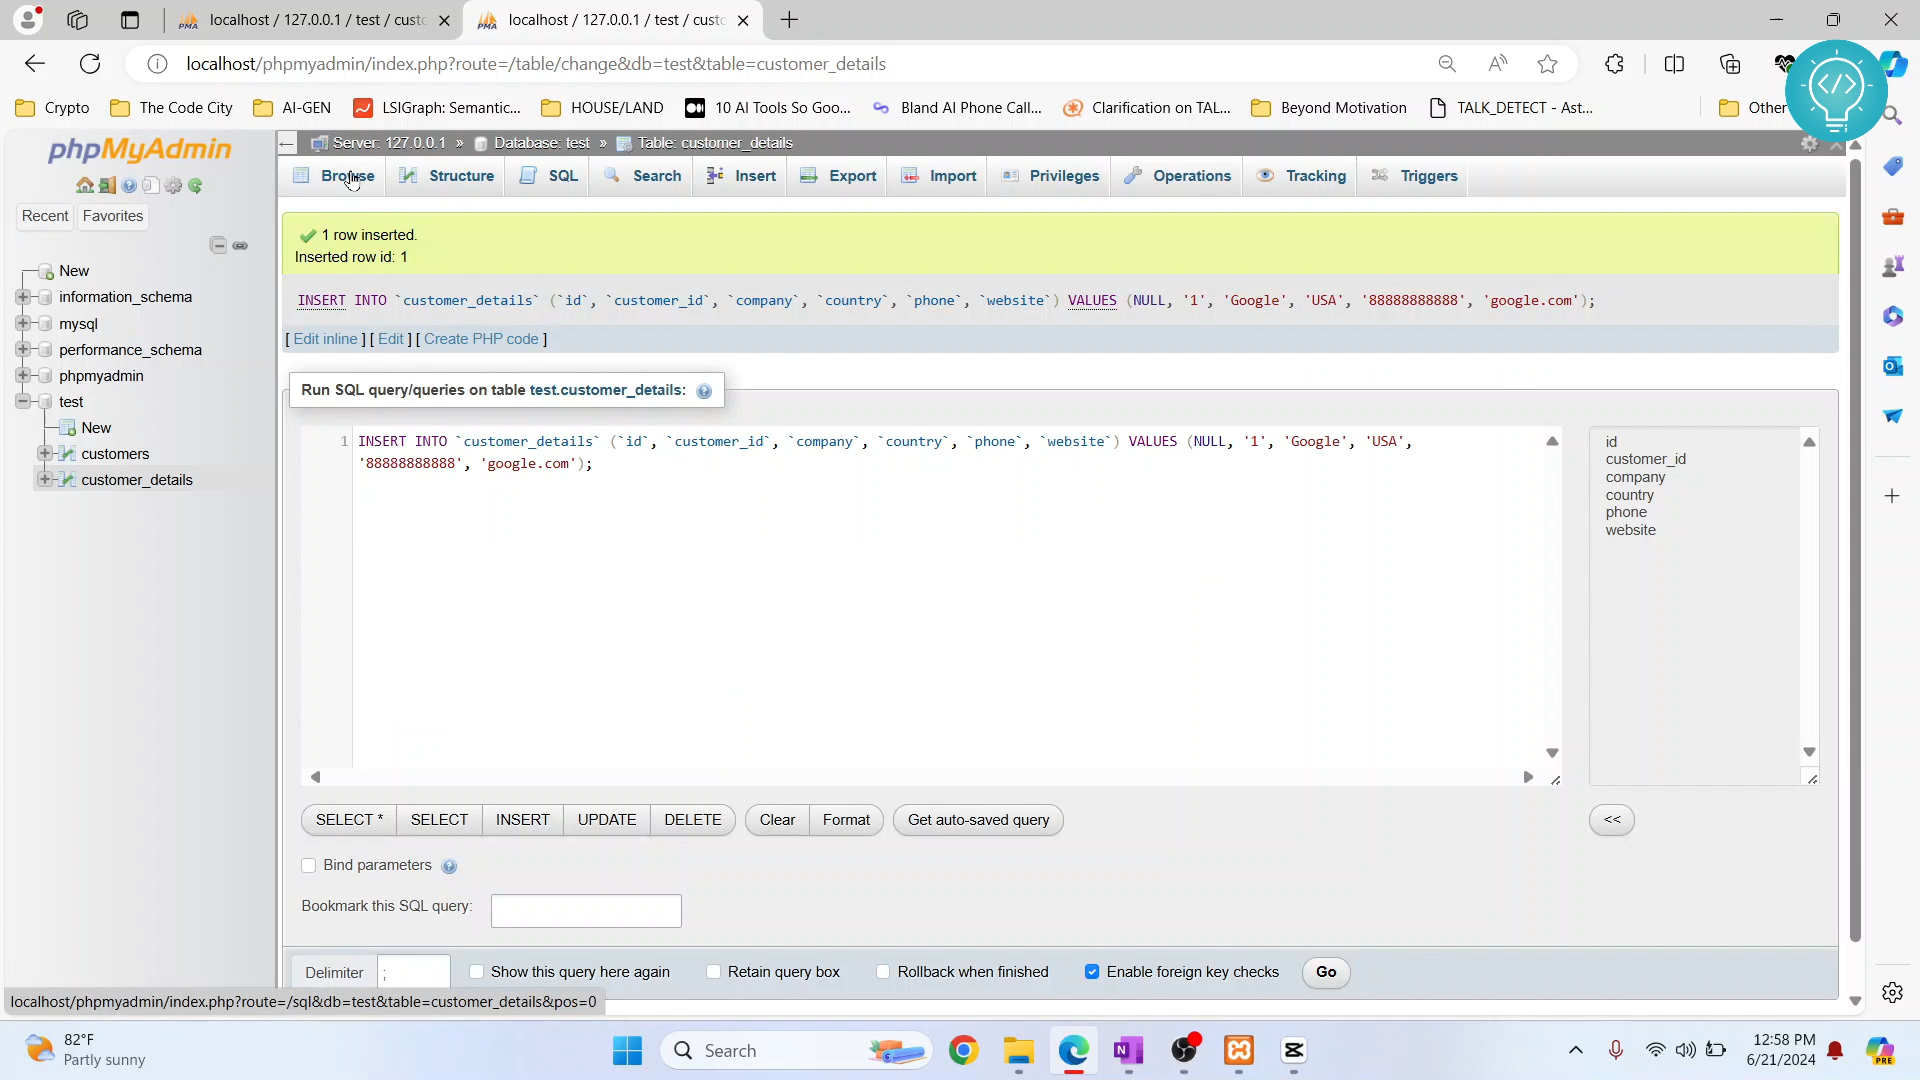 localhost / 127.0.0.1 / test / custo
localhost / 127.0.0.1 / test / custo
localhost/phpmyadmin/index.php?route=/table/change&db=test&table=customer_details
Crypto
The Code City
AI-GEN
LSIGraph: Semantic...
HOUSE/LAND
10 AI Tools So Goo...
Bland AI Phone Call...
Clarification on TAL...
Beyond Motivation
TALK_DETECT - Ast...
Other
phpMyAdmin
Server: 127.0.0.1 » Database: test » Table: customer_details
Browse
Structure
SQL
Search
Insert
Export
Import
Privileges
Operations
Tracking
Triggers
Recent
Favorites
New
information_schema
mysql
performance_schema
phpmyadmin
test
New
customers
customer_details
1 row inserted.
Inserted row id: 1
INSERT INTO `customer_details` (`id`, `customer_id`, `company`, `country`, `phone`, `website`) VALUES (NULL, '1', 'Google', 'USA', '88888888888', 'google.com');
[ Edit inline ] [ Edit ] [ Create PHP code ]
Run SQL query/queries on table test.customer_details:
1
INSERT INTO `customer_details` (`id`, `customer_id`, `company`, `country`, `phone`, `website`) VALUES (NULL, '1', 'Google', 'USA',
'88888888888', 'google.com');
id
customer_id
company
country
phone
website
SELECT *
SELECT
INSERT
UPDATE
DELETE
Clear
Format
Get auto-saved query
<<
Bind parameters
Bookmark this SQL query:
Delimiter
;
Show this query here again
Retain query box
Rollback when finished
Enable foreign key checks
Go
localhost/phpmyadmin/index.php?route=/sql&db=test&table=customer_details&pos=0
82°F
Partly sunny
Search
12:58 PM
6/21/2024
PRE